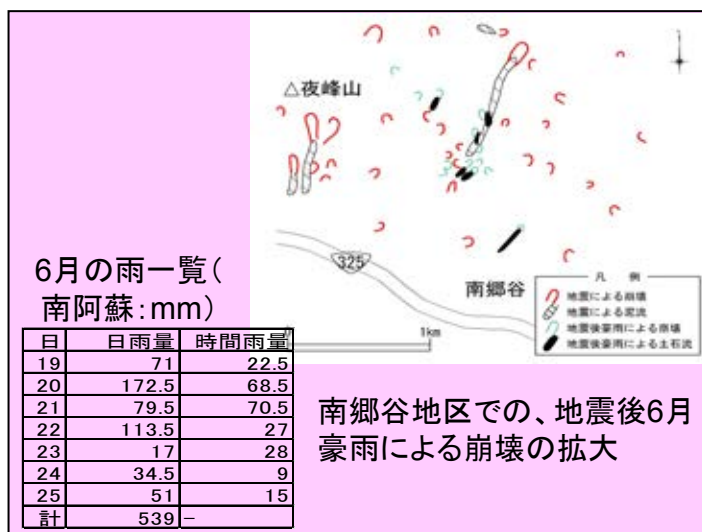 △夜峰山
325
南郷谷
1km
凡 例
地震による崩壊
地震による泥流
地震後豪雨による崩壊
地震後豪雨による土石流
6月の雨一覧(
南阿蘇:mm)
日 日雨量 時間雨量
19 71 22.5
20 172.5 68.5
21 79.5 70.5
22 113.5 27
23 17 28
24 34.5 9
25 51 15
計 539 -
南郷谷地区での、地震後6月
豪雨による崩壊の拡大